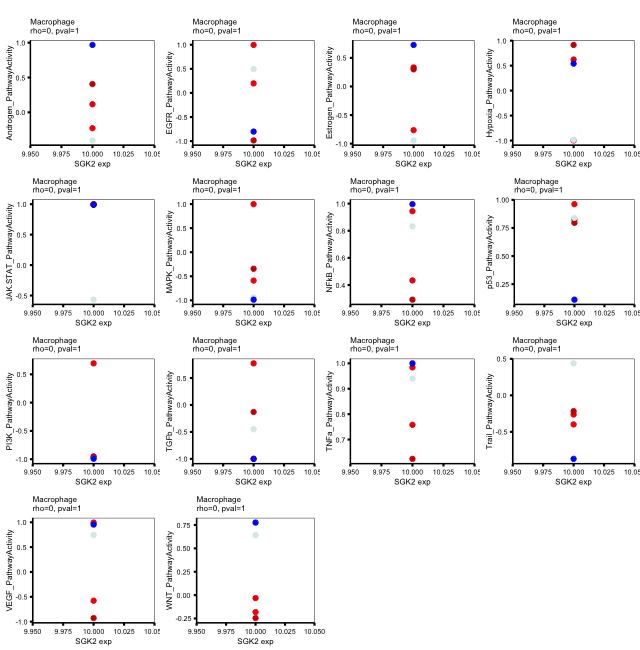 Macrophage
rho=0, pval=1
Androgen_PathwayActivity
1.0
0.5
0.0
9.950 9.975 10.000 10.025 10.05
SGK2 exp
Macrophage
rho=0, pval=1
EGFR_PathwayActivity
1.0
0.5
0.0
-0.5
-1.0
9.950 9.975 10.000 10.025 10.05
SGK2 exp
Macrophage
rho=0, pval=1
Estrogen_PathwayActivity
0.5
0.0
-0.5
-1.0
9.950 9.975 10.000 10.025 10.05
SGK2 exp
Macrophage
rho=0, pval=1
Hypoxia_PathwayActivity
1.0
0.5
0.0
-0.5
-1.0
9.950 9.975 10.000 10.025 10.05
SGK2 exp
Macrophage
rho=0, pval=1
JAK.STAT_PathwayActivity
1.0
0.5
0.0
-0.5
9.950 9.975 10.000 10.025 10.05
SGK2 exp
Macrophage
rho=0, pval=1
MAPK_PathwayActivity
1.0
0.5
0.0
-0.5
-1.0
9.950 9.975 10.000 10.025 10.05
SGK2 exp
Macrophage
rho=0, pval=1
NFkB_PathwayActivity
1.0
0.8
0.6
0.4
9.950 9.975 10.000 10.025 10.05
SGK2 exp
Macrophage
rho=0, pval=1
p53_PathwayActivity
1.00
0.75
0.50
0.25
9.950 9.975 10.000 10.025 10.05
SGK2 exp
Macrophage
rho=0, pval=1
PI3K_PathwayActivity
0.5
0.0
-0.5
-1.0
9.950 9.975 10.000 10.025 10.05
SGK2 exp
Macrophage
rho=0, pval=1
TGFb_PathwayActivity
0.5
0.0
-0.5
-1.0
9.950 9.975 10.000 10.025 10.05
SGK2 exp
Macrophage
rho=0, pval=1
TNFa_PathwayActivity
1.0
0.9
0.8
0.7
9.950 9.975 10.000 10.025 10.05
SGK2 exp
Macrophage
rho=0, pval=1
Trail_PathwayActivity
0.5
0.0
-0.5
9.950 9.975 10.000 10.025 10.05
SGK2 exp
Macrophage
rho=0, pval=1
VEGF_PathwayActivity
1.0
0.5
0.0
-0.5
-1.0
9.950 9.975 10.000 10.025 10.05
SGK2 exp
Macrophage
rho=0, pval=1
WNT_PathwayActivity
0.75
0.50
0.25
0.00
-0.25
9.950 9.975 10.000 10.025 10.050
SGK2 exp